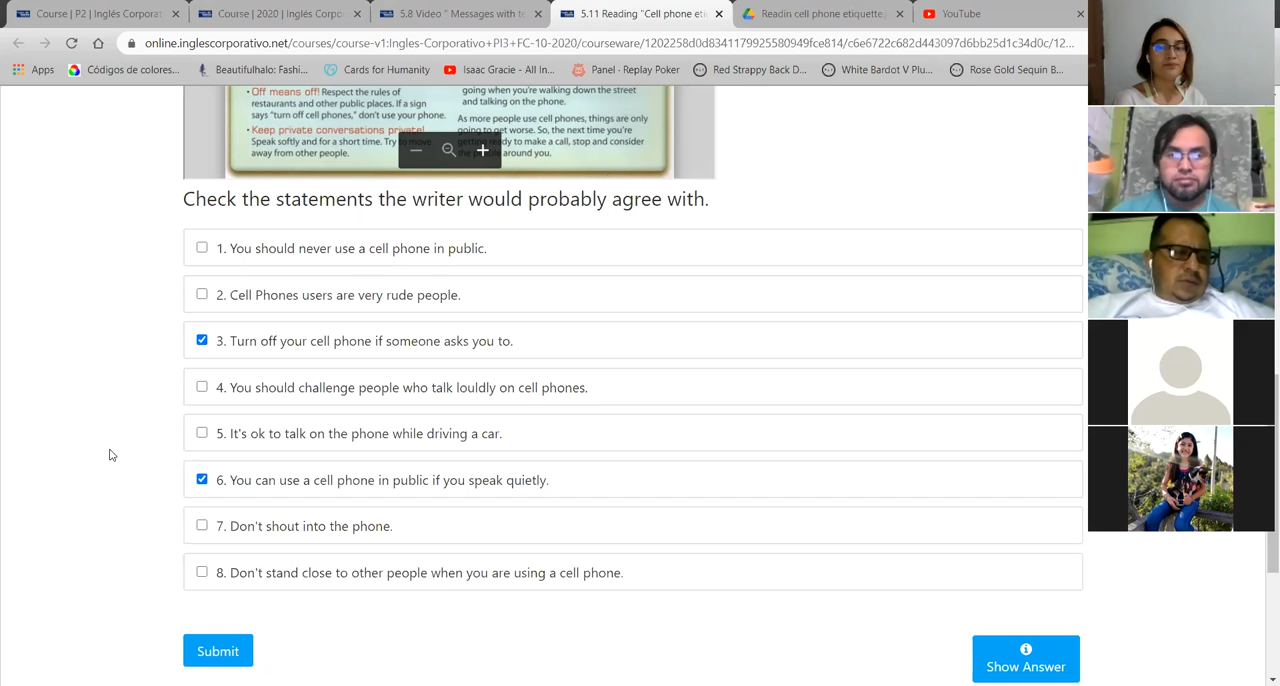 Course | P2 | Inglés Corporat
Course | 2020 | Inglés Corpo
5.8 Video " Messages with te
5.11 Reading "Cell phone eti
Readin cell phone etiquette.
YouTube
online.inglescorporativo.net/courses/course-v1:Ingles-Corporativo+PI3+FC-10-2020/courseware/1202258d0d8341179925580949fce814/c6e6722c682d443097d6bb25d1c34d0c/12...
Apps
Códigos de colores...
Beautifulhalo: Fashi...
Cards for Humanity
Isaac Gracie - All In...
Panel · Replay Poker
Red Strappy Back D...
White Bardot V Plu...
Rose Gold Sequin B...
• Off means off! Respect the rules of
restaurants and other public places. If a sign
says "turn off cell phones," don't use your phone.
• Keep private conversations private!
Speak softly and for a short time. Try to move
away from other people.
going when you're walking down the street
and talking on the phone.
As more people use cell phones, things are only
going to get worse. So, the next time you're
getting ready to make a call, stop and consider
the people around you.
Check the statements the writer would probably agree with.
1. You should never use a cell phone in public.
2. Cell Phones users are very rude people.
3. Turn off your cell phone if someone asks you to.
4. You should challenge people who talk louldly on cell phones.
5. It's ok to talk on the phone while driving a car.
6. You can use a cell phone in public if you speak quietly.
7. Don't shout into the phone.
8. Don't stand close to other people when you are using a cell phone.
Submit
Show Answer